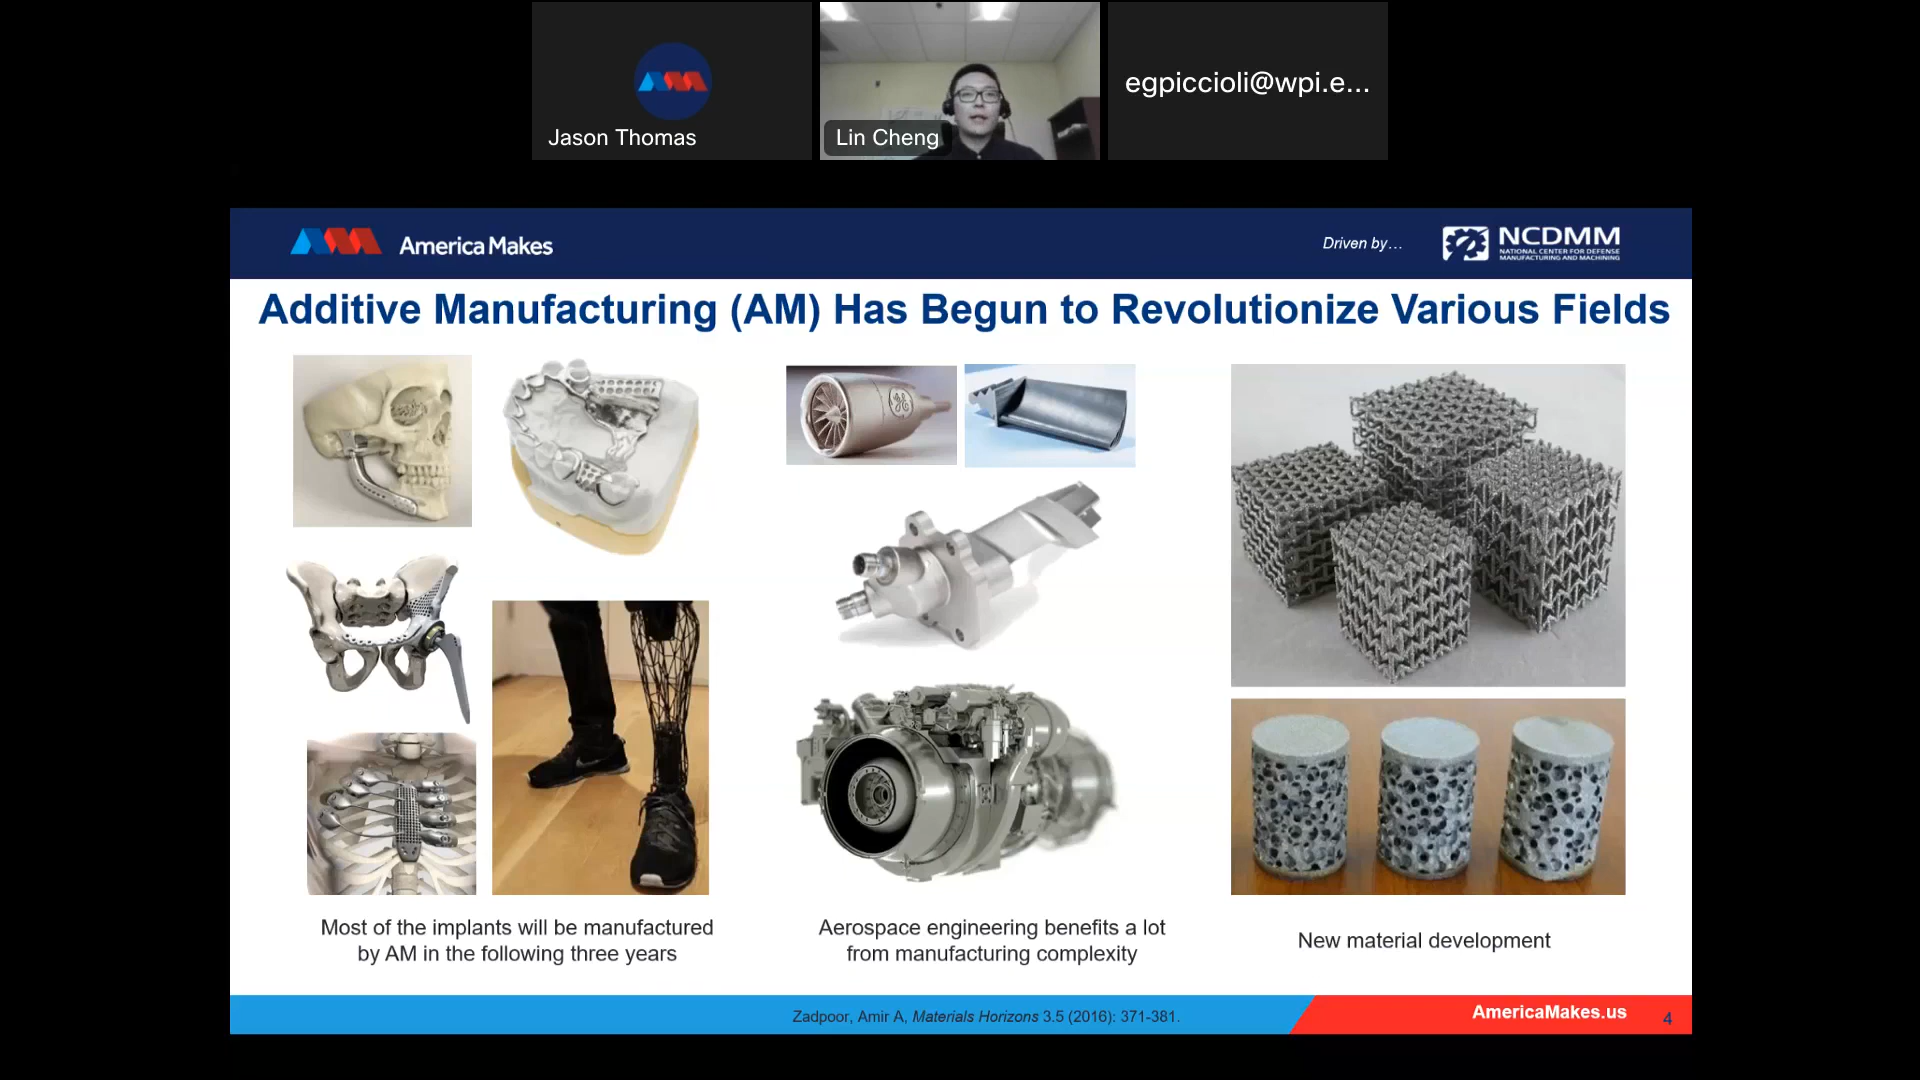 Jason Thomas
Lin Cheng
egpiccioli@wpi.e...
America Makes
Driven by...
NCDMM
NATIONAL CENTER FOR DEFENSE
MANUFACTURING AND MACHINING
Additive Manufacturing (AM) Has Begun to Revolutionize Various Fields
Most of the implants will be manufactured
by AM in the following three years
Aerospace engineering benefits a lot
from manufacturing complexity
New material development
Zadpoor, Amir A, Materials Horizons 3.5 (2016): 371-381.
AmericaMakes.us
4